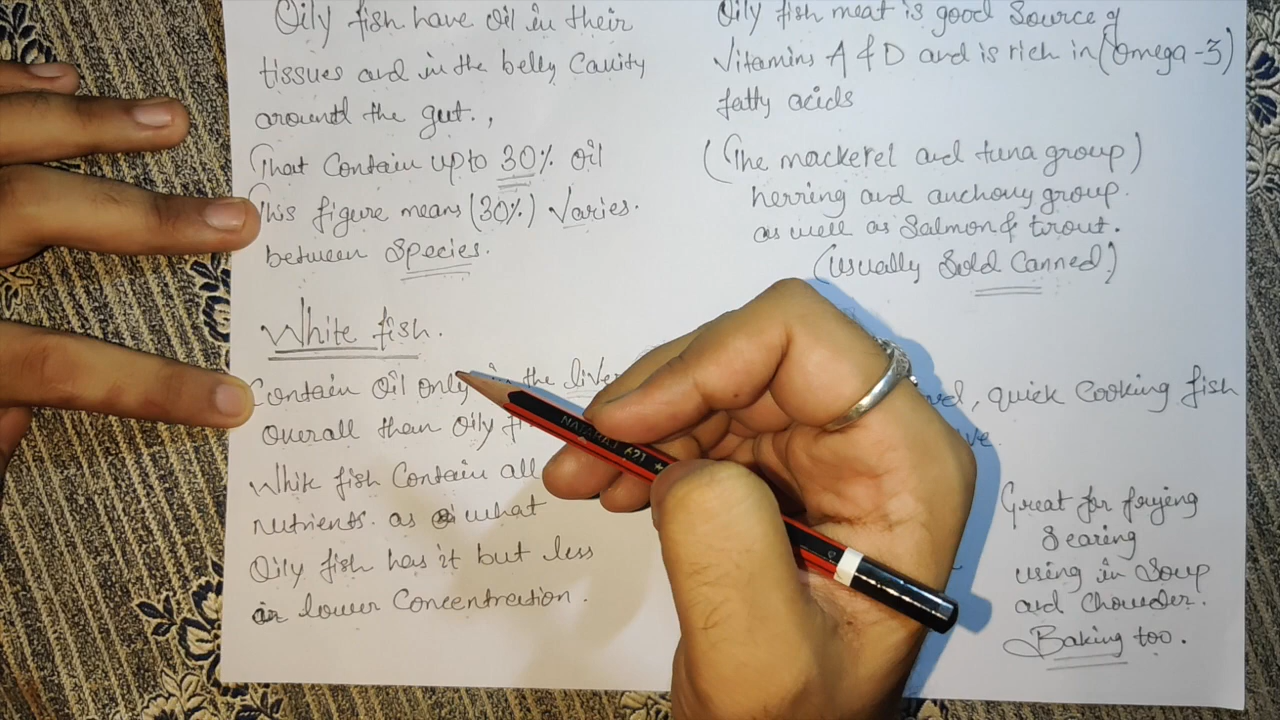 Oily fish have oil in their
tissues and in the belly Cavity
around the gut.,
That Contain upto 30% oil
This figure means (30%) Varies.
between Species.
White fish.
Contain Oil only in the liver
Overall than Oily
White fish Contain all
nutrients. as what
Oily fish has it but less
in lower Concentration.
Oily fish meat is good Source of
Vitamins A & D and is rich in (Omega-3)
fatty acids
(The mackerel and tuna group)
herring and anchovy group.
as well as Salmon & trout.
(Usually Sold Canned)
quick Cooking fish
Great for frying
Searing
using in Soup
and Chowder.
Baking too.
NATARAJ 621